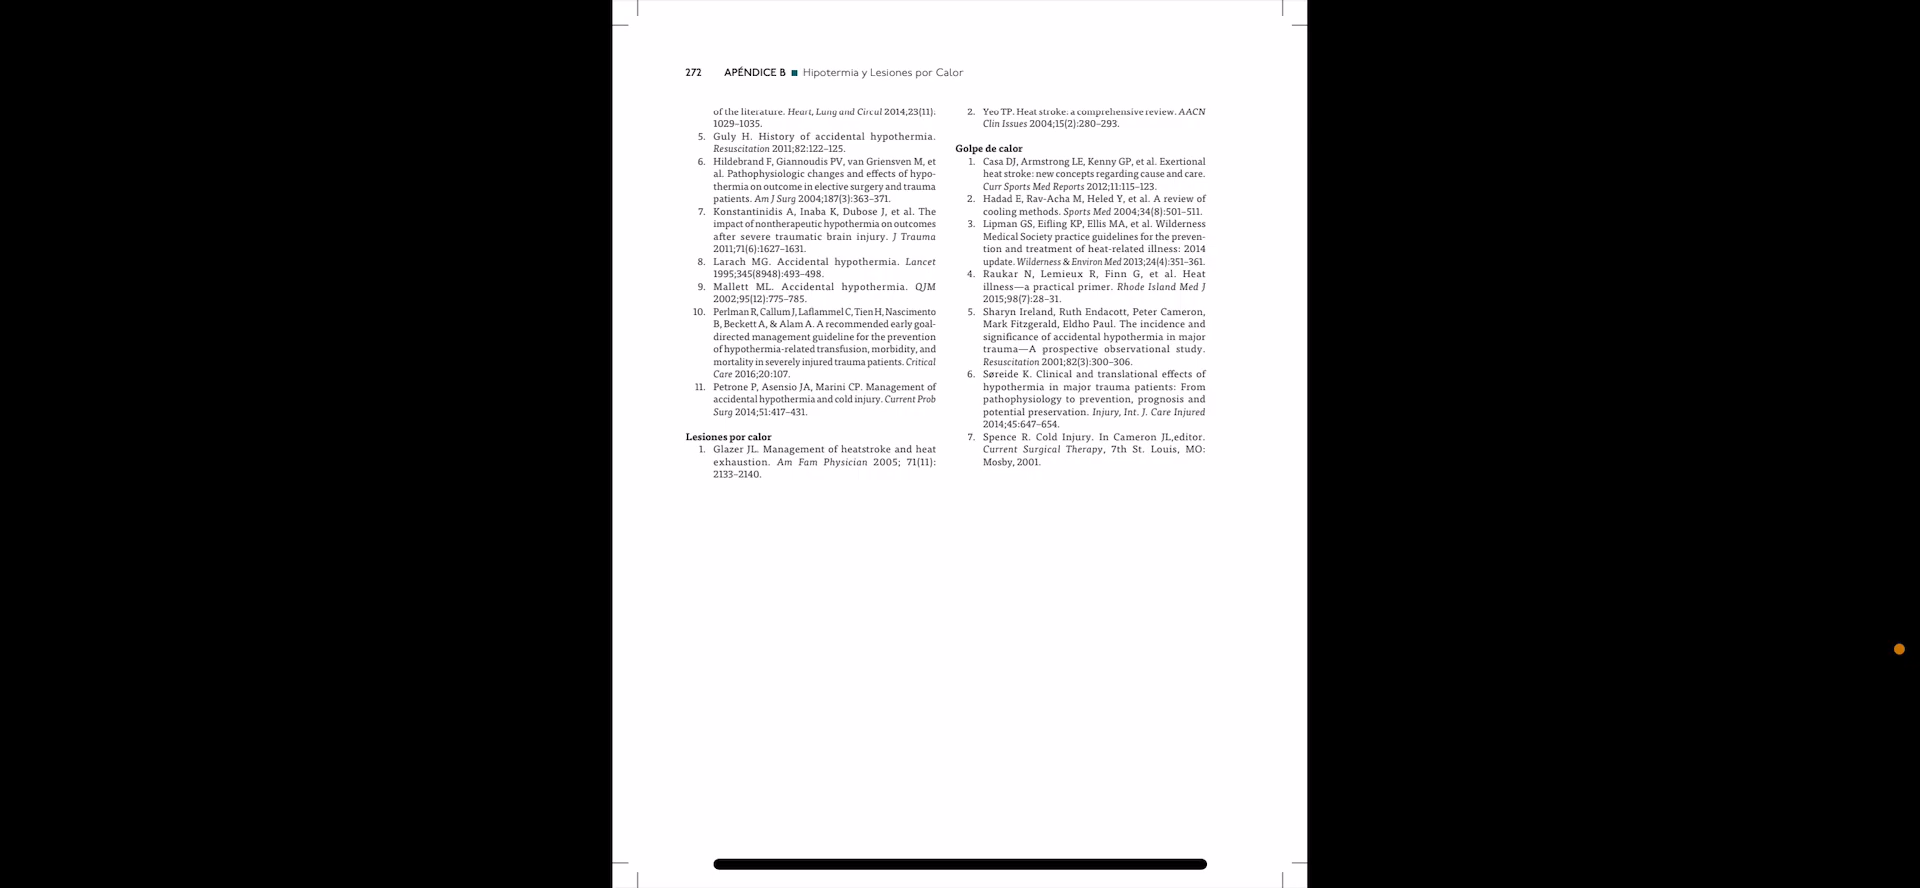 272 APÉNDICE B ■ Hipotermia y Lesiones por Calor
of the literature. Heart, Lung and Circul 2014,23(11):
1029–1035.
5. Guly H. History of accidental hypothermia.
Resuscitation 2011;82:122–125.
6. Hildebrand F, Giannoudis PV, van Griensven M, et
al. Pathophysiologic changes and effects of hypo-
thermia on outcome in elective surgery and trauma
patients. Am J Surg 2004;187(3):363–371.
7. Konstantinidis A, Inaba K, Dubose J, et al. The
impact of nontherapeutic hypothermia on outcomes
after severe traumatic brain injury. J Trauma
2011;71(6):1627–1631.
8. Larach MG. Accidental hypothermia. Lancet
1995;345(8948):493–498.
9. Mallett ML. Accidental hypothermia. QJM
2002;95(12):775–785.
10. Perlman R, Callum J, Laflammel C, Tien H, Nascimento
B, Beckett A, & Alam A. A recommended early goal-
directed management guideline for the prevention
of hypothermia-related transfusion, morbidity, and
mortality in severely injured trauma patients. Critical
Care 2016;20:107.
11. Petrone P, Asensio JA, Marini CP. Management of
accidental hypothermia and cold injury. Current Prob
Surg 2014;51:417–431.
Lesiones por calor
1. Glazer JL. Management of heatstroke and heat
exhaustion. Am Fam Physician 2005; 71(11):
2133–2140.
2. Yeo TP. Heat stroke: a comprehensive review. AACN
Clin Issues 2004;15(2):280–293.
Golpe de calor
1. Casa DJ, Armstrong LE, Kenny GP, et al. Exertional
heat stroke: new concepts regarding cause and care.
Curr Sports Med Reports 2012;11:115–123.
2. Hadad E, Rav-Acha M, Heled Y, et al. A review of
cooling methods. Sports Med 2004;34(8):501–511.
3. Lipman GS, Eifling KP, Ellis MA, et al. Wilderness
Medical Society practice guidelines for the preven-
tion and treatment of heat-related illness: 2014
update. Wilderness & Environ Med 2013;24(4):351–361.
4. Raukar N, Lemieux R, Finn G, et al. Heat
illness—a practical primer. Rhode Island Med J
2015;98(7):28–31.
5. Sharyn Ireland, Ruth Endacott, Peter Cameron,
Mark Fitzgerald, Eldho Paul. The incidence and
significance of accidental hypothermia in major
trauma—A prospective observational study.
Resuscitation 2001;82(3):300–306.
6. Søreide K. Clinical and translational effects of
hypothermia in major trauma patients: From
pathophysiology to prevention, prognosis and
potential preservation. Injury, Int. J. Care Injured
2014;45:647–654.
7. Spence R. Cold Injury. In Cameron JL,editor.
Current Surgical Therapy, 7th St. Louis, MO:
Mosby, 2001.